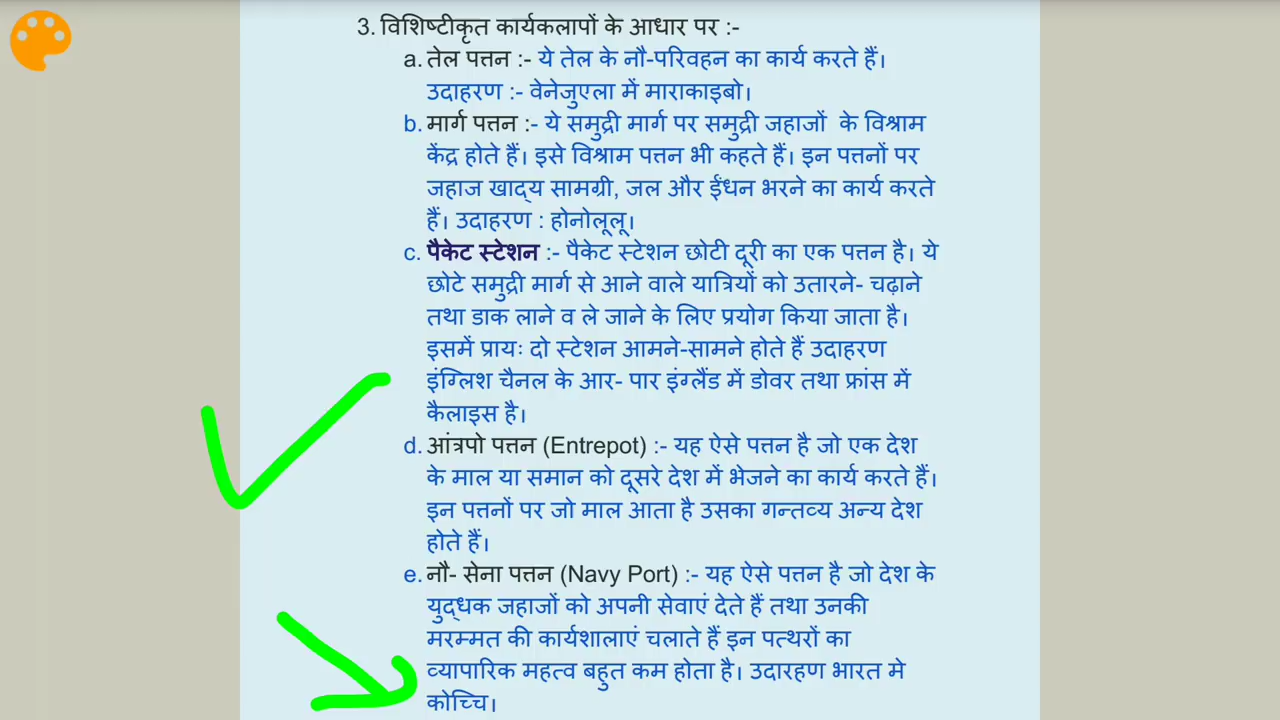 3. विशिष्टीकृत कार्यकलापों के आधार पर :-
a. तेल पत्तन :- ये तेल के नौ-परिवहन का कार्य करते हैं।
उदाहरण :- वेनेजुएला में माराकाइबो।
b. मार्ग पत्तन :- ये समुद्री मार्ग पर समुद्री जहाजों के विश्राम
केंद्र होते हैं। इसे विश्राम पत्तन भी कहते हैं। इन पत्तनों पर
जहाज खाद्य सामग्री, जल और ईंधन भरने का कार्य करते
हैं। उदाहरण : होनोलूलू।
c. पैकेट स्टेशन :- पैकेट स्टेशन छोटी दूरी का एक पत्तन है। ये
छोटे समुद्री मार्ग से आने वाले यात्रियों को उतारने- चढ़ाने
तथा डाक लाने व ले जाने के लिए प्रयोग किया जाता है।
इसमें प्रायः दो स्टेशन आमने-सामने होते हैं उदाहरण
इंग्लिश चैनल के आर- पार इंग्लैंड में डोवर तथा फ्रांस में
कैलाइस है।
d. आंत्रपो पत्तन (Entrepot) :- यह ऐसे पत्तन है जो एक देश
के माल या समान को दूसरे देश में भेजने का कार्य करते हैं।
इन पत्तनों पर जो माल आता है उसका गन्तव्य अन्य देश
होते हैं।
e. नौ- सेना पत्तन (Navy Port) :- यह ऐसे पत्तन है जो देश के
युद्धक जहाजों को अपनी सेवाएं देते हैं तथा उनकी
मरम्मत की कार्यशालाएं चलाते हैं इन पत्थरों का
व्यापारिक महत्व बहुत कम होता है। उदारहण भारत मे
कोच्चि।